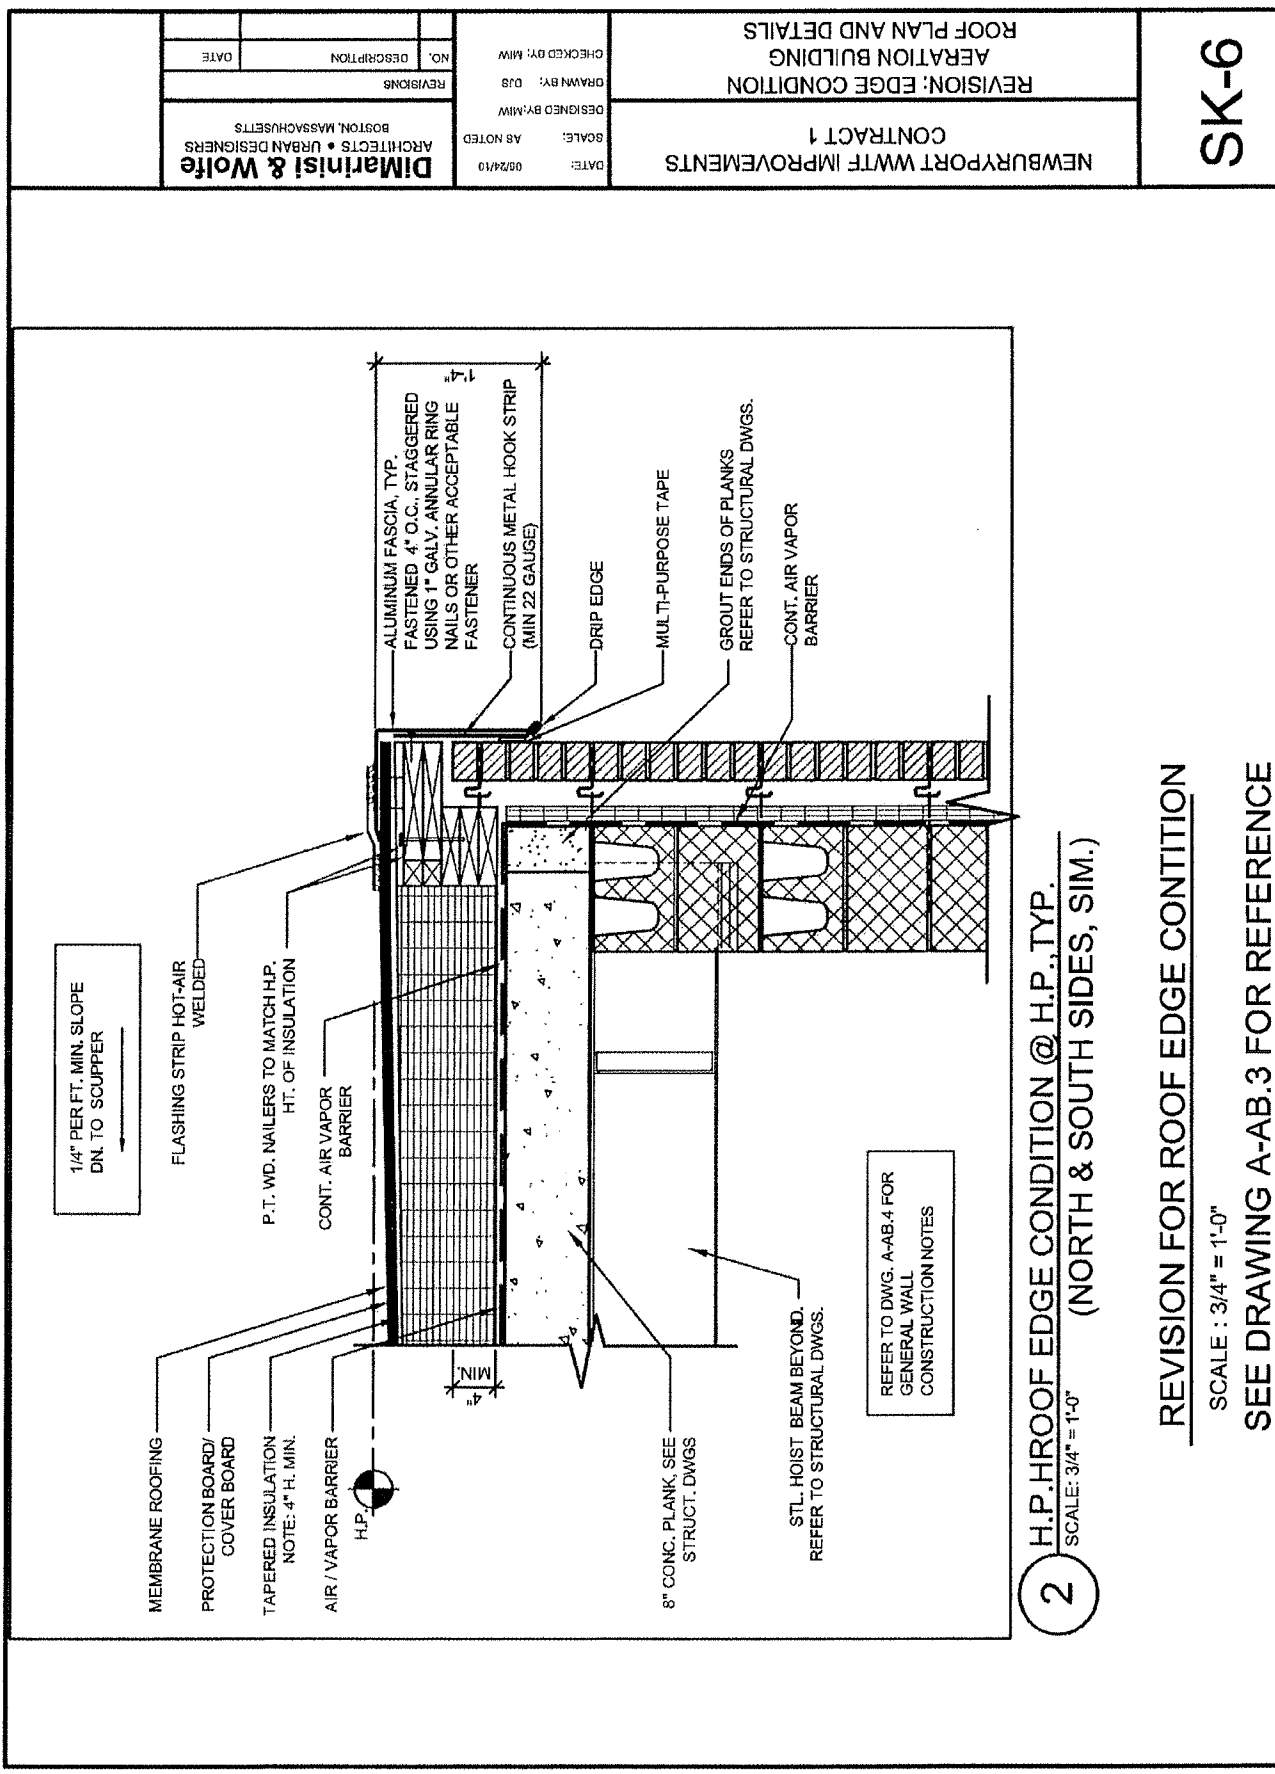 1/4" PER FT. MIN. SLOPE
DN. TO SCUPPER
FLASHING STRIP HOT-AIR
WELDED
P.T. WD. NAILERS TO MATCH H.P.
HT. OF INSULATION
CONT. AIR VAPOR
BARRIER
MEMBRANE ROOFING
PROTECTION BOARD/
COVER BOARD
TAPERED INSULATION
NOTE: 4" H. MIN.
AIR / VAPOR BARRIER
H.P.
4"
MIN.
8" CONC. PLANK, SEE
STRUCT. DWGS
STL. HOIST BEAM BEYOND.
REFER TO STRUCTURAL DWGS.
REFER TO DWG. A-AB.4 FOR
GENERAL WALL
CONSTRUCTION NOTES
1'-4"
ALUMINUM FASCIA, TYP.
FASTENED 4" O.C., STAGGERED
USING 1" GALV. ANNULAR RING
NAILS OR OTHER ACCEPTABLE
FASTENER
CONTINUOUS METAL HOOK STRIP
(MIN 22 GAUGE)
DRIP EDGE
MULTI-PURPOSE TAPE
GROUT ENDS OF PLANKS
REFER TO STRUCTURAL DWGS.
CONT. AIR VAPOR
BARRIER
2
H.P.HROOF EDGE CONDITION @ H.P.,TYP.
SCALE: 3/4" = 1'-0"
(NORTH & SOUTH SIDES, SIM.)
REVISION FOR ROOF EDGE CONTITION
SCALE : 3/4" = 1'-0"
SEE DRAWING A-AB.3 FOR REFERENCE
SK-6
NEWBURYPORT WWTF IMPROVEMENTS
CONTRACT 1
REVISION: EDGE CONDITION
AERATION BUILDING
ROOF PLAN AND DETAILS
DATE: 05/24/10
SCALE: AS NOTED
DESIGNED BY: MIW
DRAWN BY: DJS
CHECKED BY: MIW
DiMarinisi & Wolfe
ARCHITECTS • URBAN DESIGNERS
BOSTON, MASSACHUSETTS
REVISIONS
NO. DESCRIPTION DATE